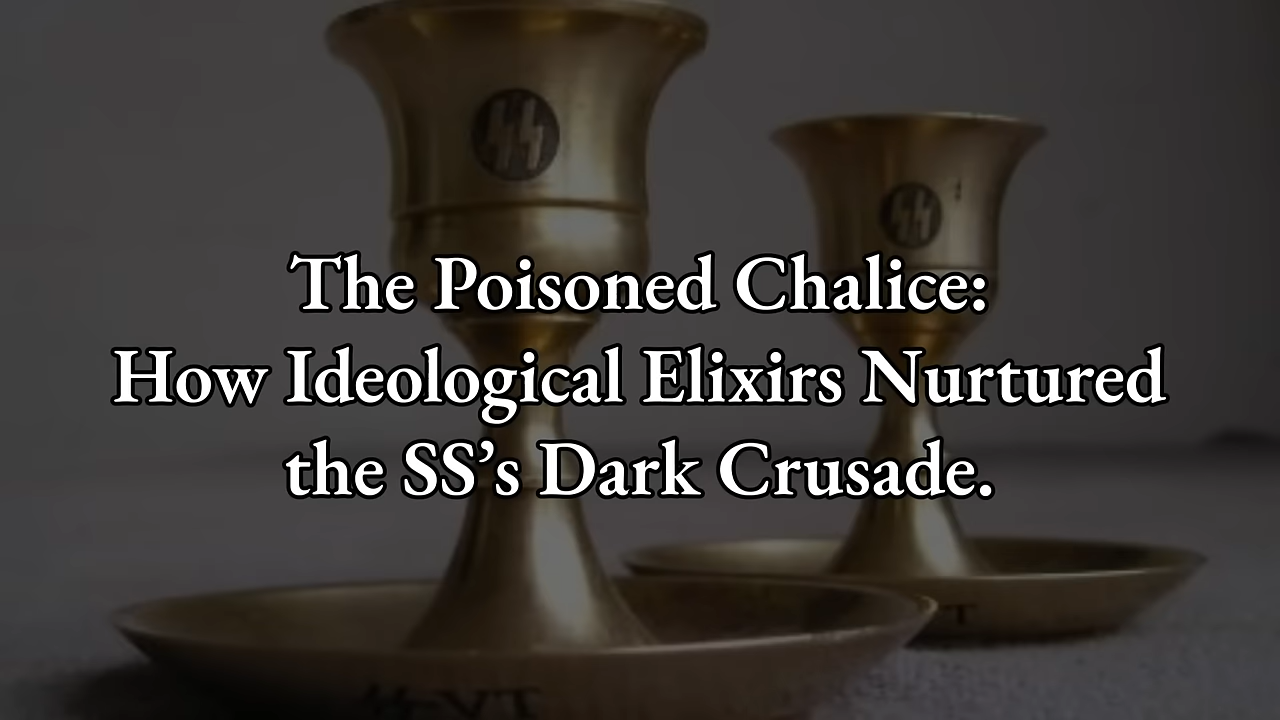 The Poisoned Chalice:
How Ideological Elixirs Nurtured
the SS’s Dark Crusade.